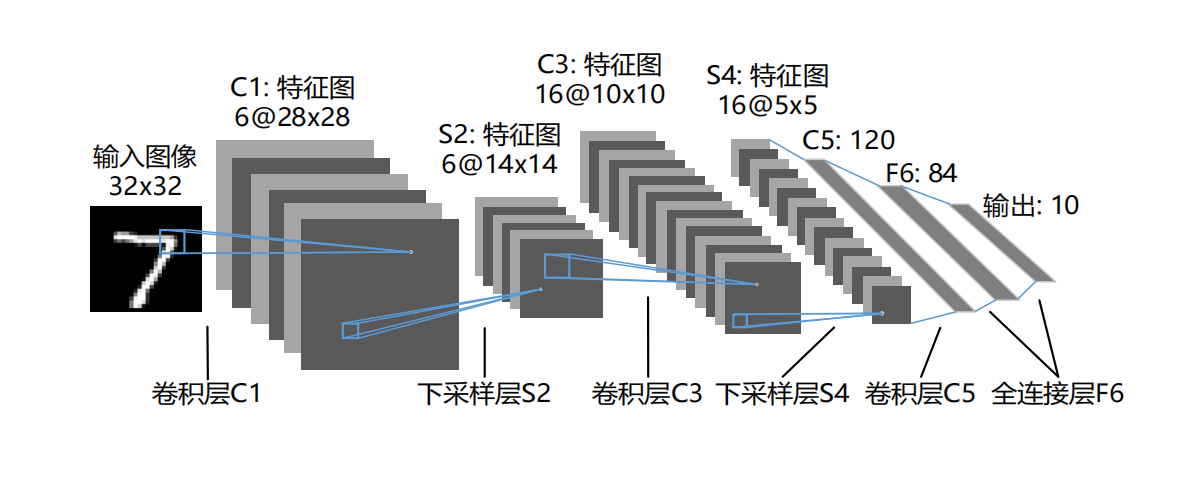 输入图像
32x32
C1: 特征图
6@28x28
S2: 特征图
6@14x14
C3: 特征图
16@10x10
S4: 特征图
16@5x5
C5: 120
F6: 84
输出: 10
卷积层C1
下采样层S2
卷积层C3
下采样层S4
卷积层C5
全连接层F6